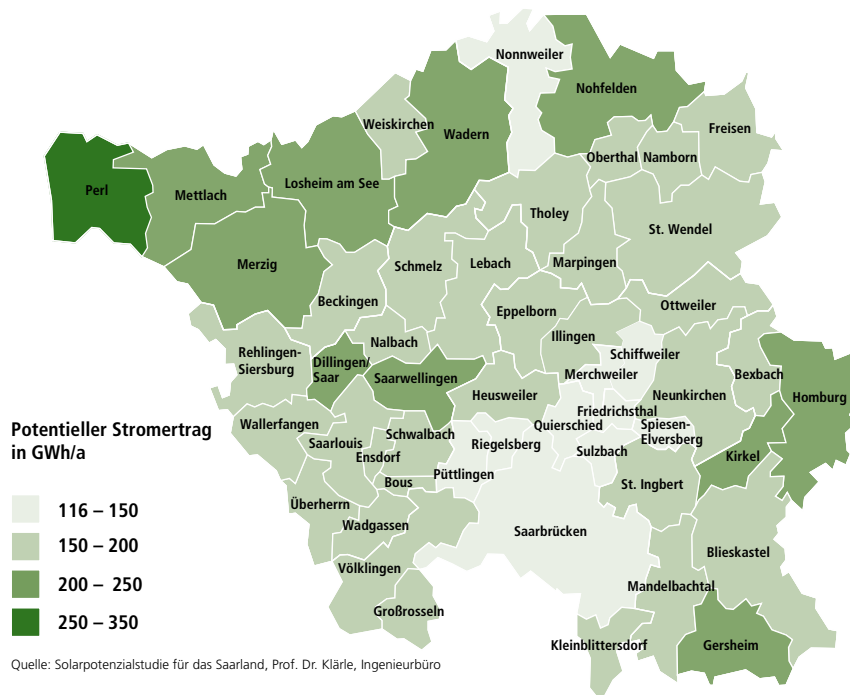 Nonnweiler
Nohfelden
Weiskirchen
Wadern
Freisen
Oberthal
Namborn
Perl
Mettlach
Losheim am See
Tholey
St. Wendel
Merzig
Schmelz
Lebach
Marpingen
Beckingen
Eppelborn
Ottweiler
Illingen
Nalbach
Rehlingen-
Siersburg
Dillingen/
Saar
Saarwellingen
Schiffweiler
Merchweiler
Bexbach
Heusweiler
Neunkirchen
Homburg
Friedrichsthal
Wallerfangen
Quierschied
Spiesen-
Elversberg
Saarlouis
Schwalbach
Riegelsberg
Sulzbach
Ensdorf
Kirkel
Püttlingen
Bous
St. Ingbert
Überherrn
Wadgassen
Saarbrücken
Blieskastel
Völklingen
Mandelbachtal
Großrosseln
Kleinblittersdorf
Gersheim
Potentieller Stromertrag
in GWh/a
116 – 150
150 – 200
200 – 250
250 – 350
Quelle: Solarpotenzialstudie für das Saarland, Prof. Dr. Klärle, Ingenieurbüro